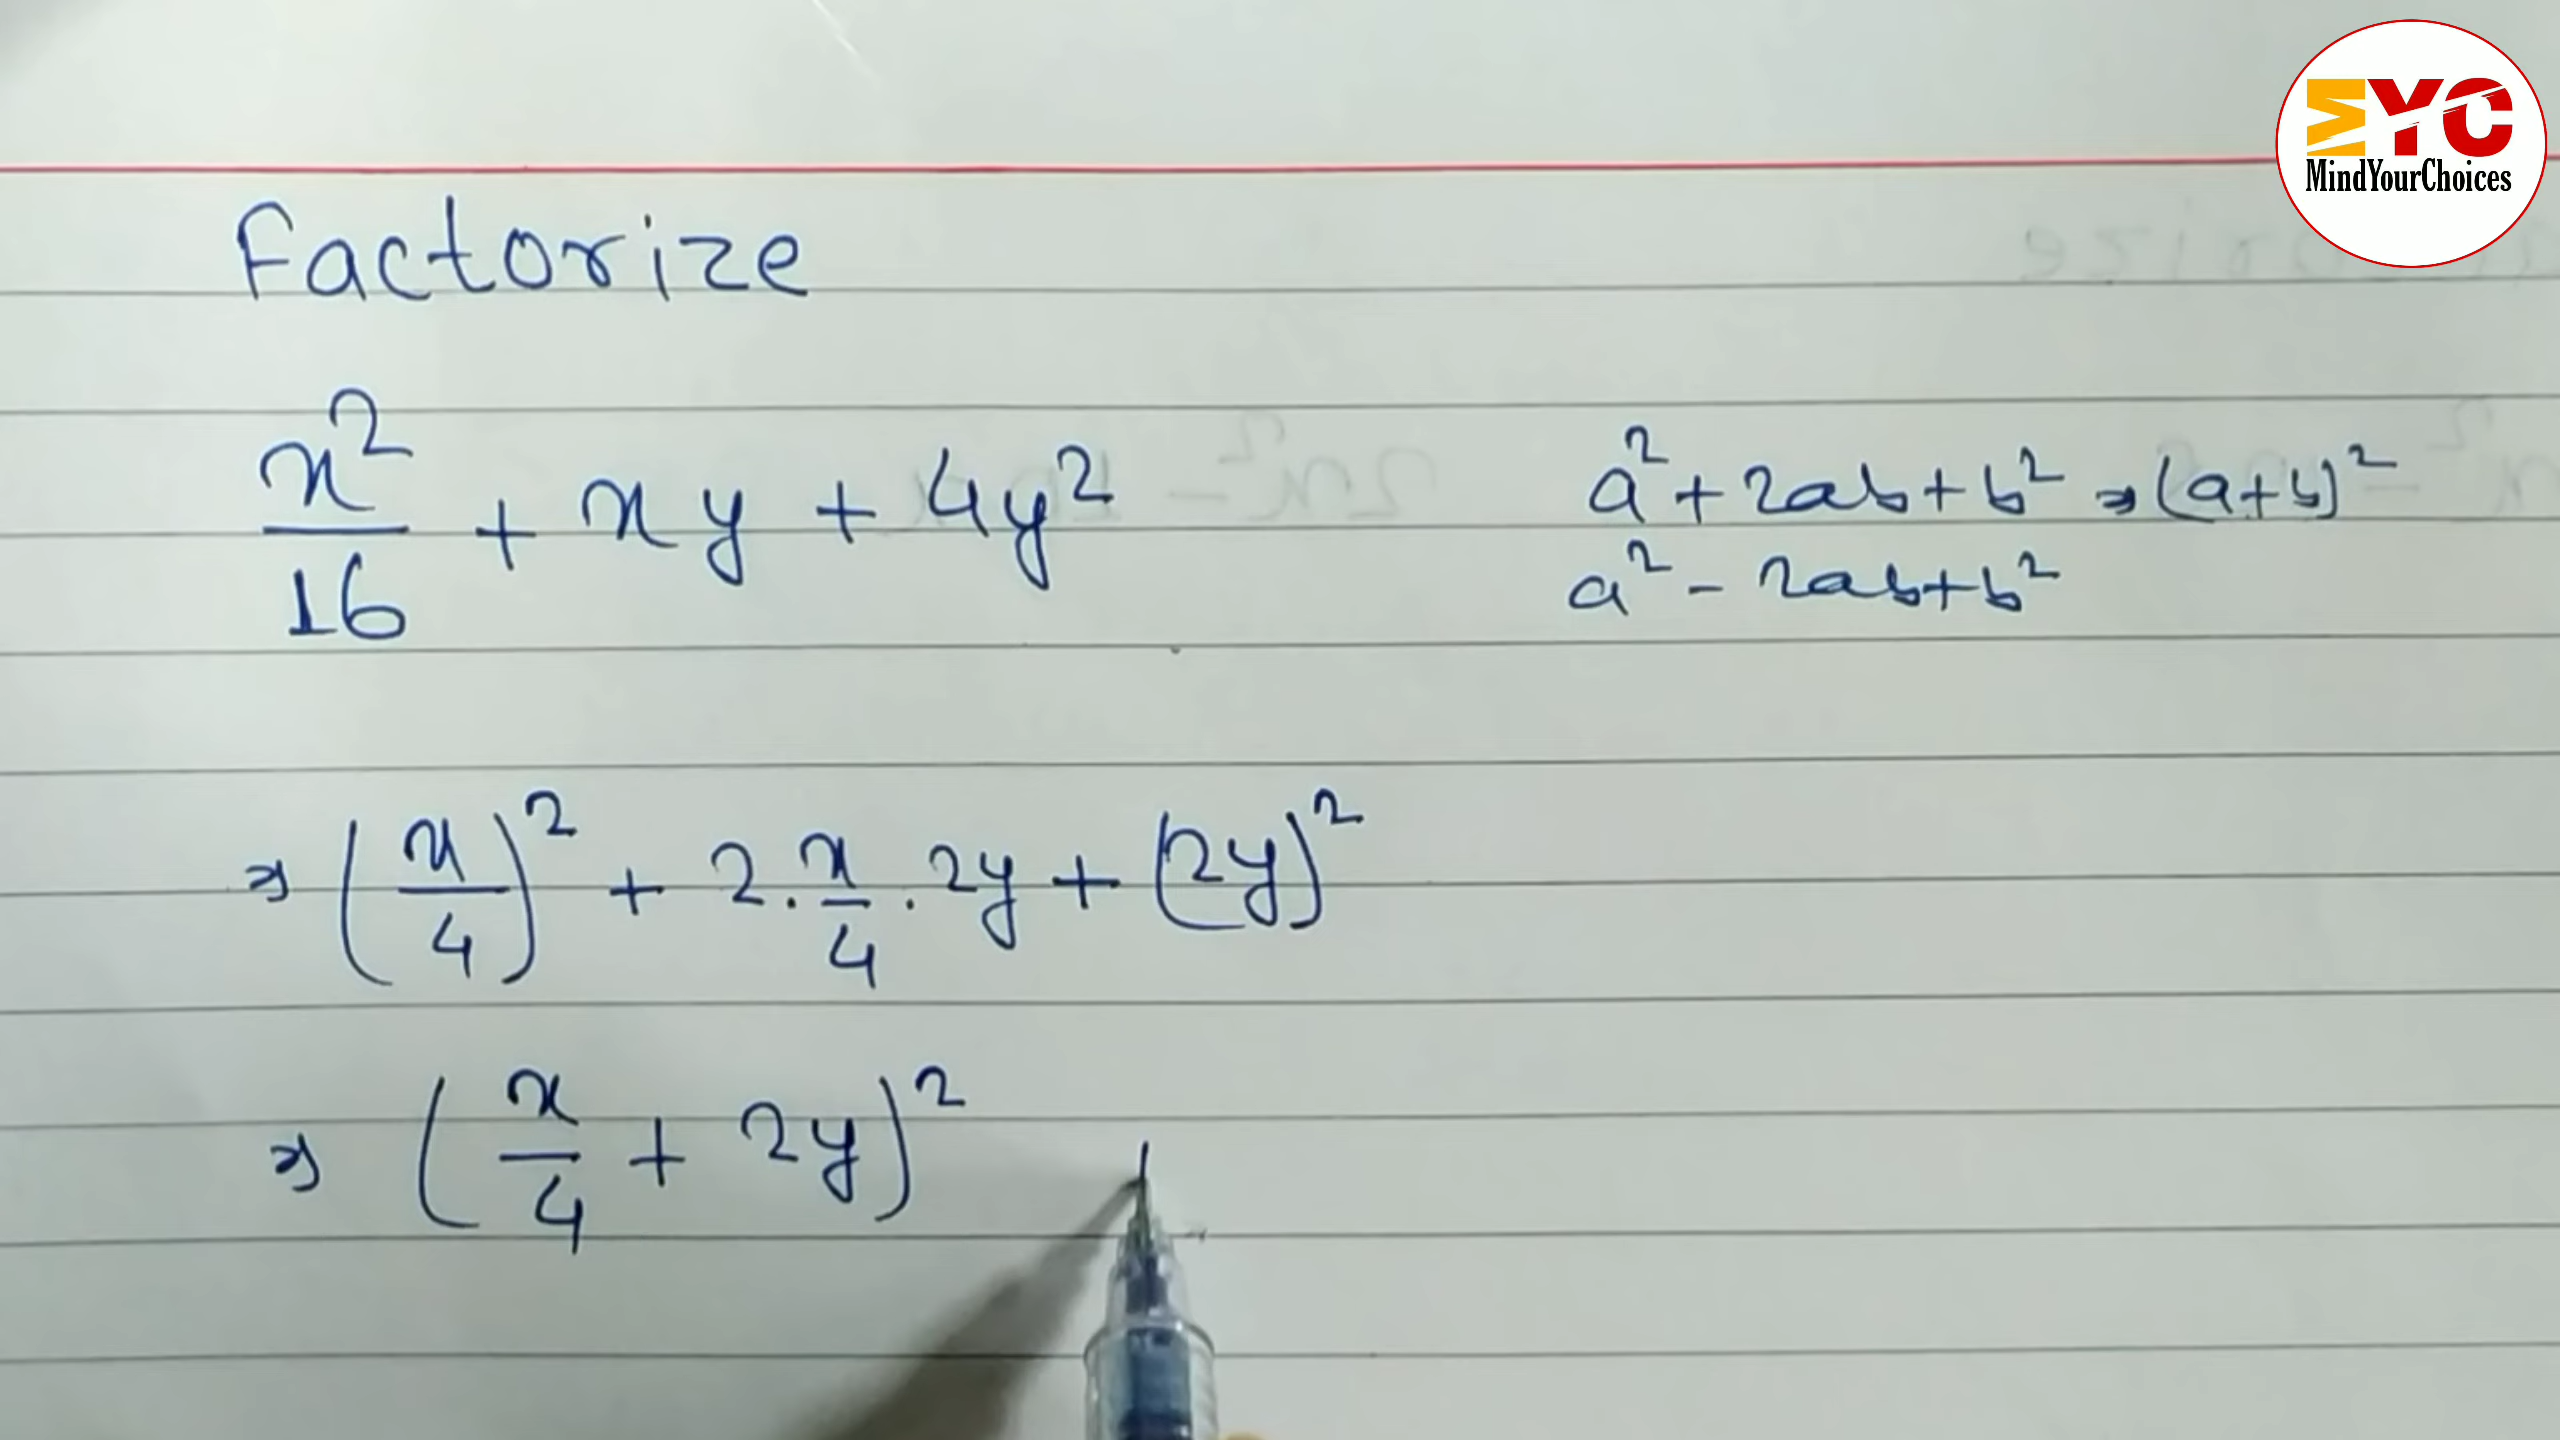 MYC
MindYourChoices
Factorize
x²/16 + xy + 4y²
a² + 2ab + b² ⇒ (a+b)²
a² - 2ab + b²
⇒ (x/4)² + 2 . x/4 . 2y + (2y)²
⇒ (x/4 + 2y)²